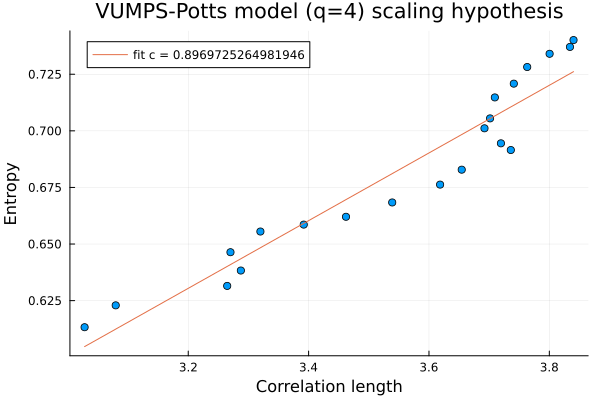 VUMPS-Potts model (q=4) scaling hypothesis
fit c = 0.8969725264981946
0.725
0.700
0.675
0.650
0.625
Entropy
3.2 3.4 3.6 3.8
Correlation length